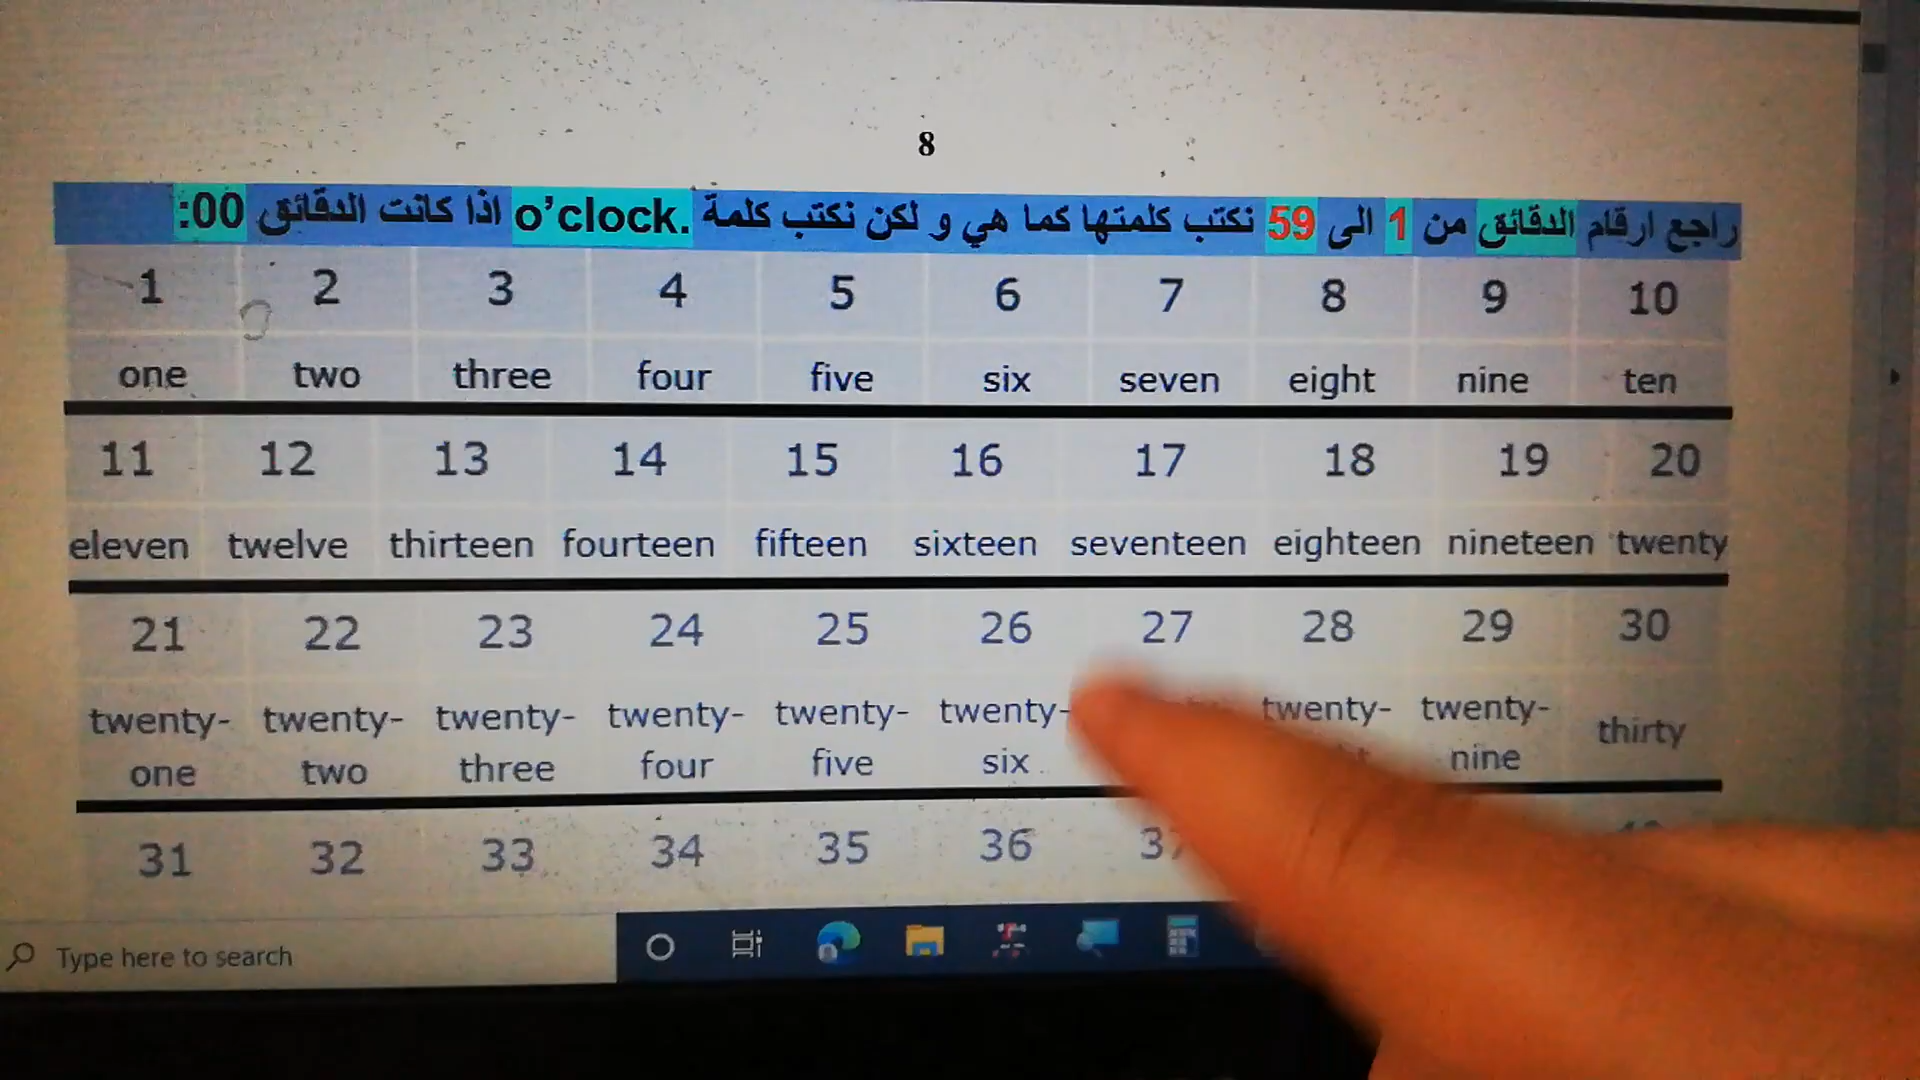 8
راجع ارقام الدقائق من 1 الى 59 نكتب كلمتها كما هي و لكن نكتب كلمة o’clock. اذا كانت الدقائق 00:
1 2 3 4 5 6 7 8 9 10
one two three four five six seven eight nine ten
11 12 13 14 15 16 17 18 19 20
eleven twelve thirteen fourteen fifteen sixteen seventeen eighteen nineteen twenty
21 22 23 24 25 26 27 28 29 30
twenty- twenty- twenty- twenty- twenty- twenty- twenty- twenty- thirty
one two three four five six nine
31 32 33 34 35 36 37
Type here to search